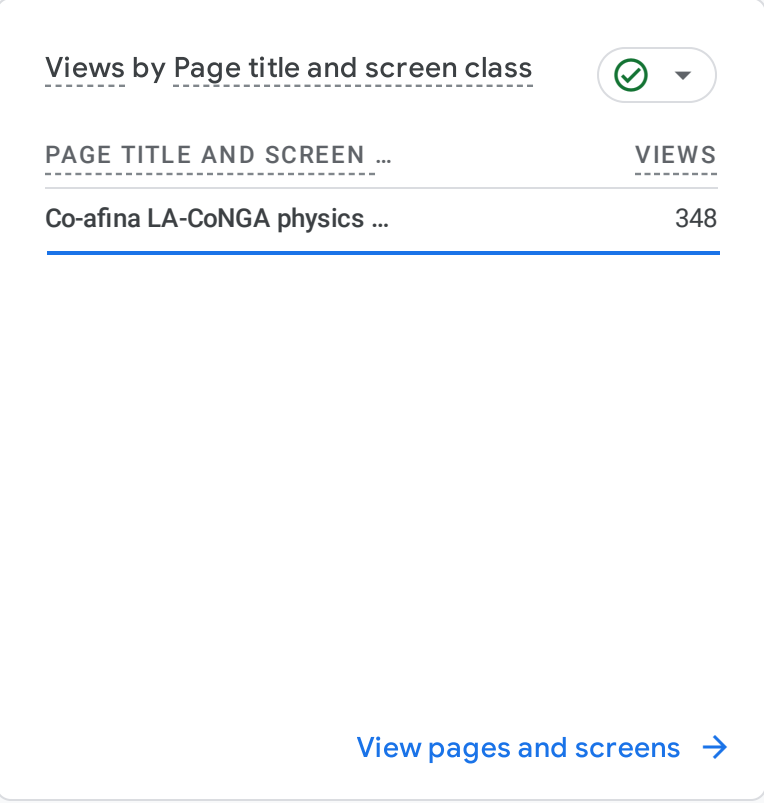 Views by Page title and screen class
PAGE TITLE AND SCREEN … VIEWS
Co-afina LA-CoNGA physics … 348
View pages and screens